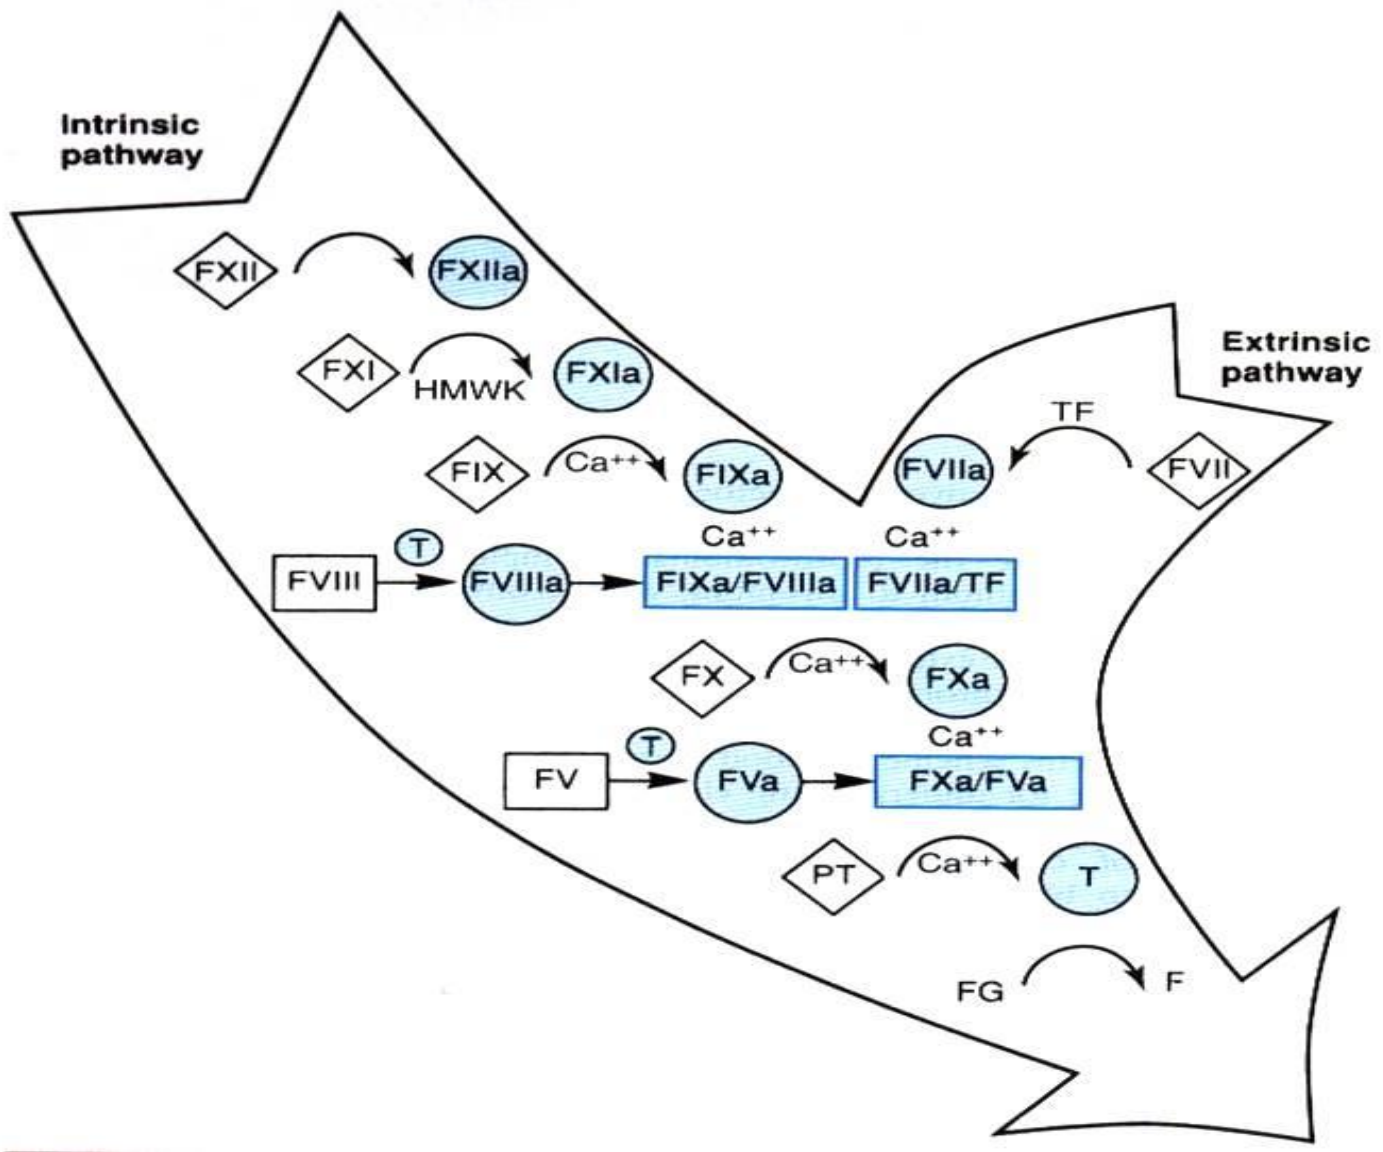 Intrinsic
pathway
FXII FXIIa
Extrinsic
pathway
FXI HMWK FXIa
TF
FIX Ca++ FIXa FVIIa FVII
Ca++ Ca++
T
FVIII FVIIIa FIXa/FVIIIa FVIIa/TF
FX Ca++ FXa
Ca++
T
FV FVa FXa/FVa
PT Ca++ T
FG F